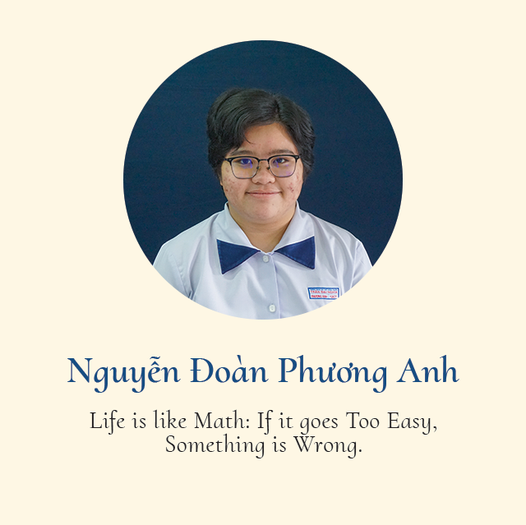 Nguyễn Đoàn Phương Anh
Life is like Math: If it goes Too Easy,
Something is Wrong.